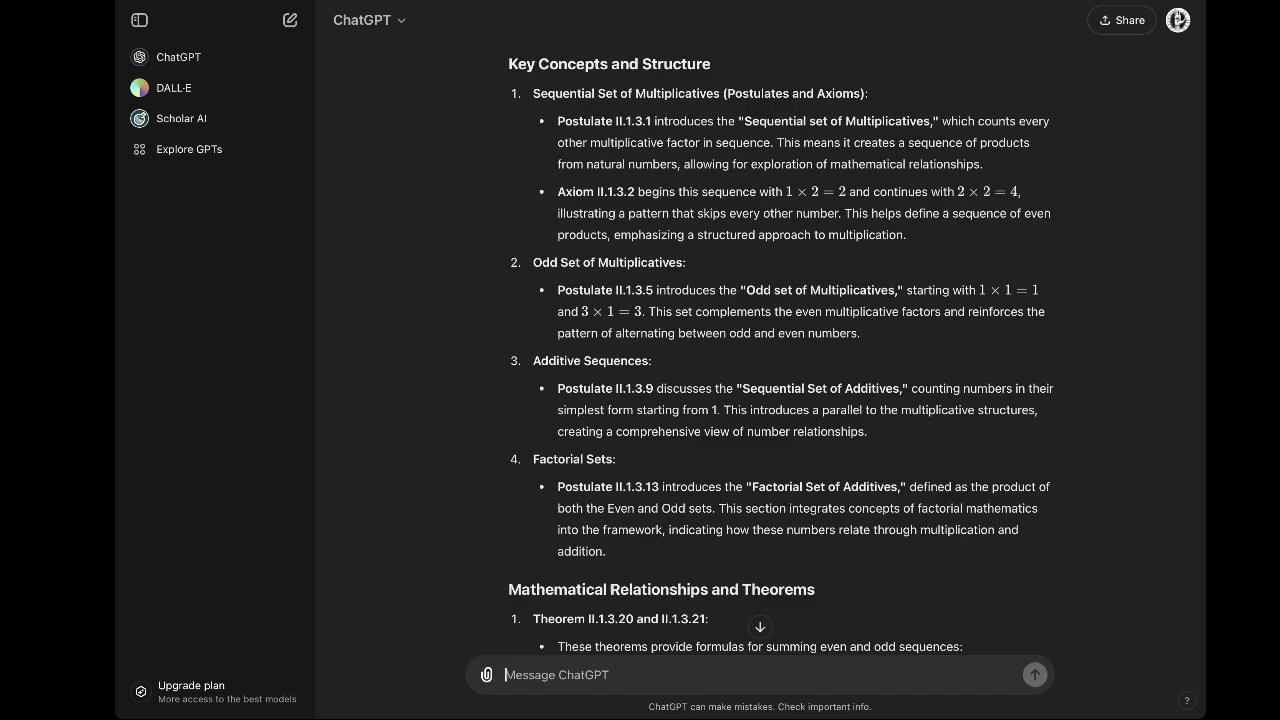 ChatGPT
Share
ChatGPT
DALL·E
Scholar AI
Explore GPTs
Key Concepts and Structure
1. Sequential Set of Multiplicatives (Postulates and Axioms):
• Postulate II.1.3.1 introduces the "Sequential set of Multiplicatives," which counts every
other multiplicative factor in sequence. This means it creates a sequence of products
from natural numbers, allowing for exploration of mathematical relationships.
• Axiom II.1.3.2 begins this sequence with 1 × 2 = 2 and continues with 2 × 2 = 4,
illustrating a pattern that skips every other number. This helps define a sequence of even
products, emphasizing a structured approach to multiplication.
2. Odd Set of Multiplicatives:
• Postulate II.1.3.5 introduces the "Odd set of Multiplicatives," starting with 1 × 1 = 1
and 3 × 1 = 3. This set complements the even multiplicative factors and reinforces the
pattern of alternating between odd and even numbers.
3. Additive Sequences:
• Postulate II.1.3.9 discusses the "Sequential Set of Additives," counting numbers in their
simplest form starting from 1. This introduces a parallel to the multiplicative structures,
creating a comprehensive view of number relationships.
4. Factorial Sets:
• Postulate II.1.3.13 introduces the "Factorial Set of Additives," defined as the product of
both the Even and Odd sets. This section integrates concepts of factorial mathematics
into the framework, indicating how these numbers relate through multiplication and
addition.
Mathematical Relationships and Theorems
1. Theorem II.1.3.20 and II.1.3.21:
• These theorems provide formulas for summing even and odd sequences:
Message ChatGPT
Upgrade plan
More access to the best models
ChatGPT can make mistakes. Check important info.
?